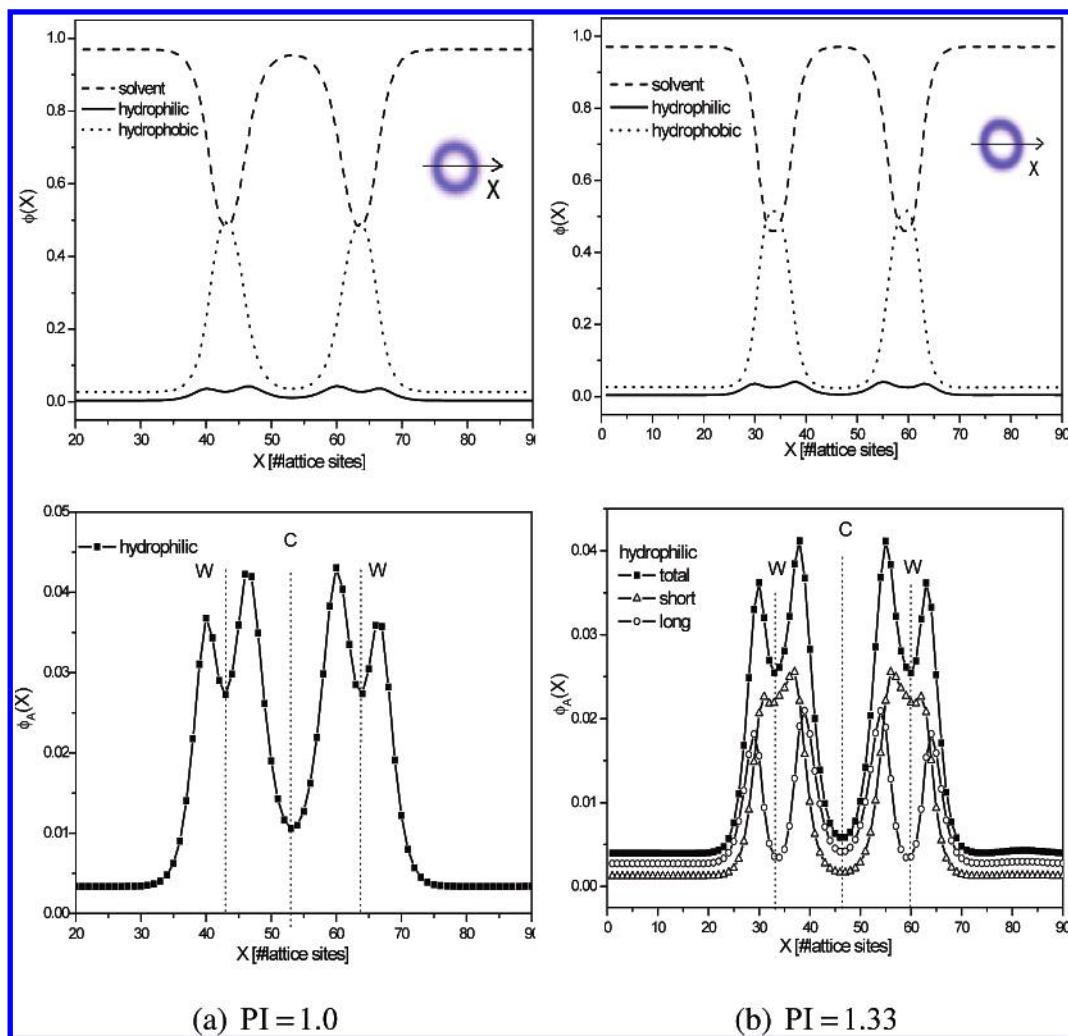 1.0
0.8
0.6
0.4
0.2
0.0
ϕ(X)
solvent
hydrophilic
hydrophobic
X
20 30 40 50 60 70 80 90
X [#lattice sites]
1.0
0.8
0.6
0.4
0.2
0.0
ϕ(X)
solvent
hydrophilic
hydrophobic
X
0 10 20 30 40 50 60 70 80 90
X [#lattice sites]
0.05
0.04
0.03
0.02
0.01
0.00
ϕA(X)
hydrophilic
W
C
W
20 30 40 50 60 70 80 90
X [#lattice sites]
0.04
0.03
0.02
0.01
0.00
ϕA(X)
hydrophilic
total
short
long
W
C
W
0 10 20 30 40 50 60 70 80 90
X [#lattice sites]
(a) PI = 1.0
(b) PI = 1.33